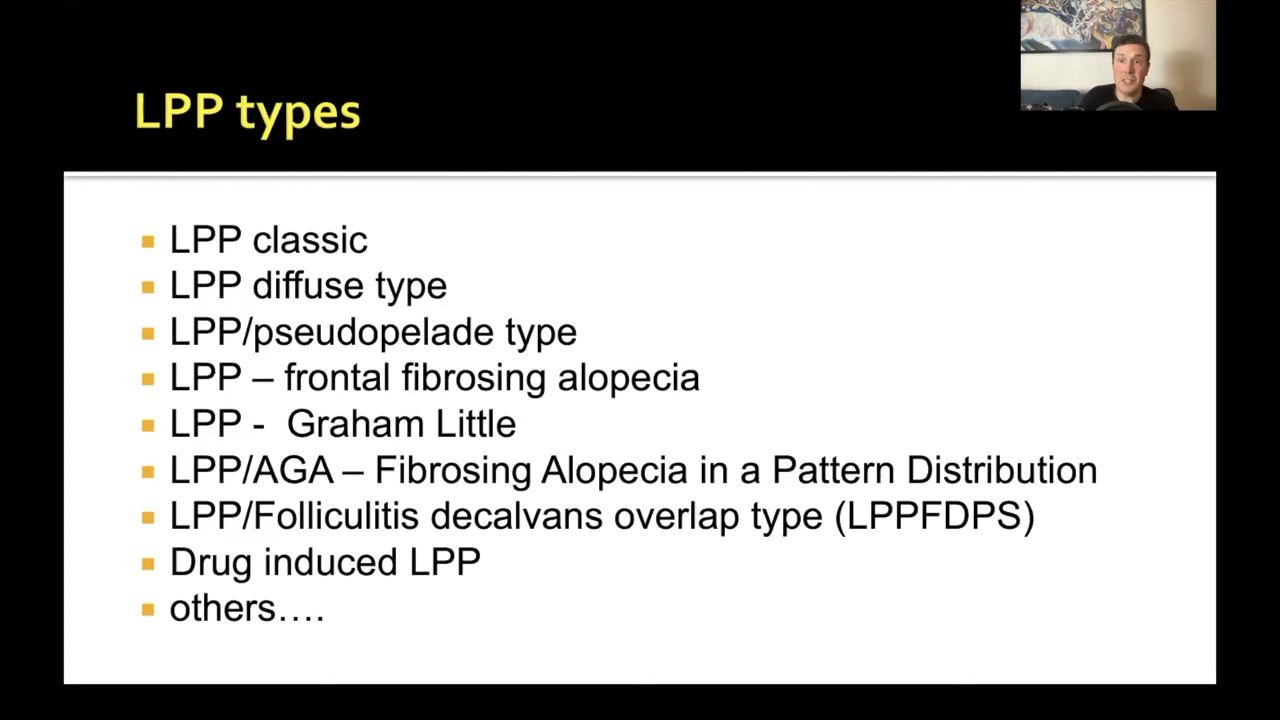 LPP types
LPP classic
LPP diffuse type
LPP/pseudopelade type
LPP – frontal fibrosing alopecia
LPP -  Graham Little
LPP/AGA – Fibrosing Alopecia in a Pattern Distribution
LPP/Folliculitis decalvans overlap type (LPPFDPS)
Drug induced LPP
others….